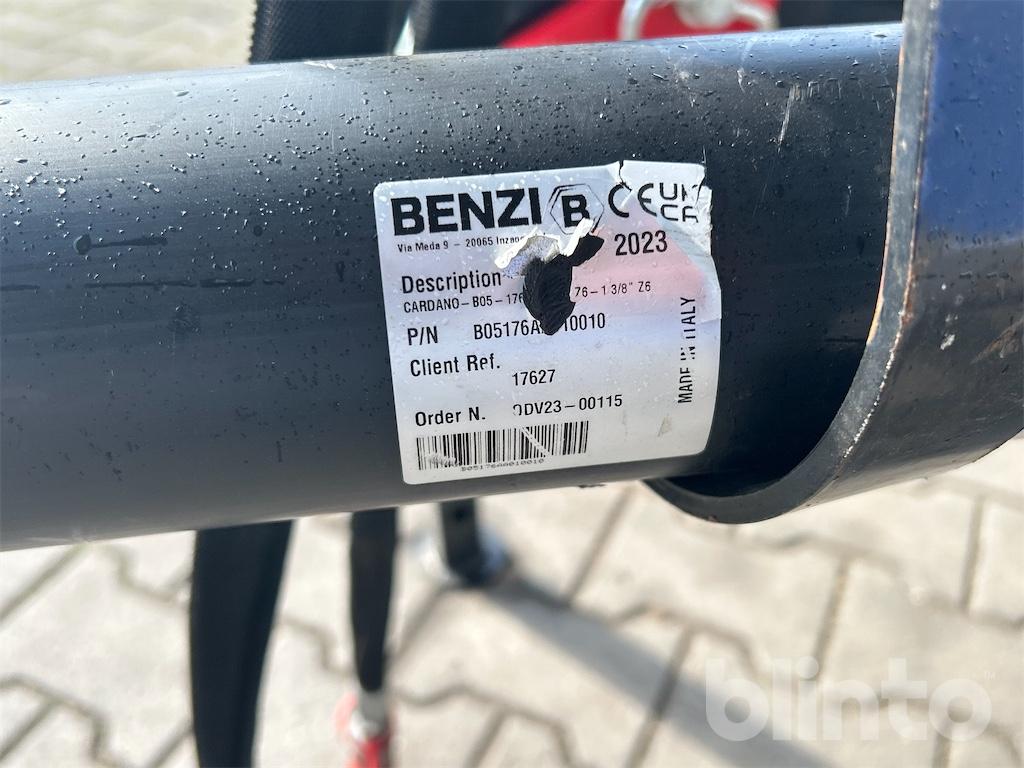 BENZI B CE UK CA
Via Meda 9 - 20065
2023
Description
CARDANO-B05-176 76-1 3/8" Z6
P/N B05176A 10010
Client Ref.
17627
Order N. ODV23-00115
B05176AA010010
MADE IN ITALY
blinto